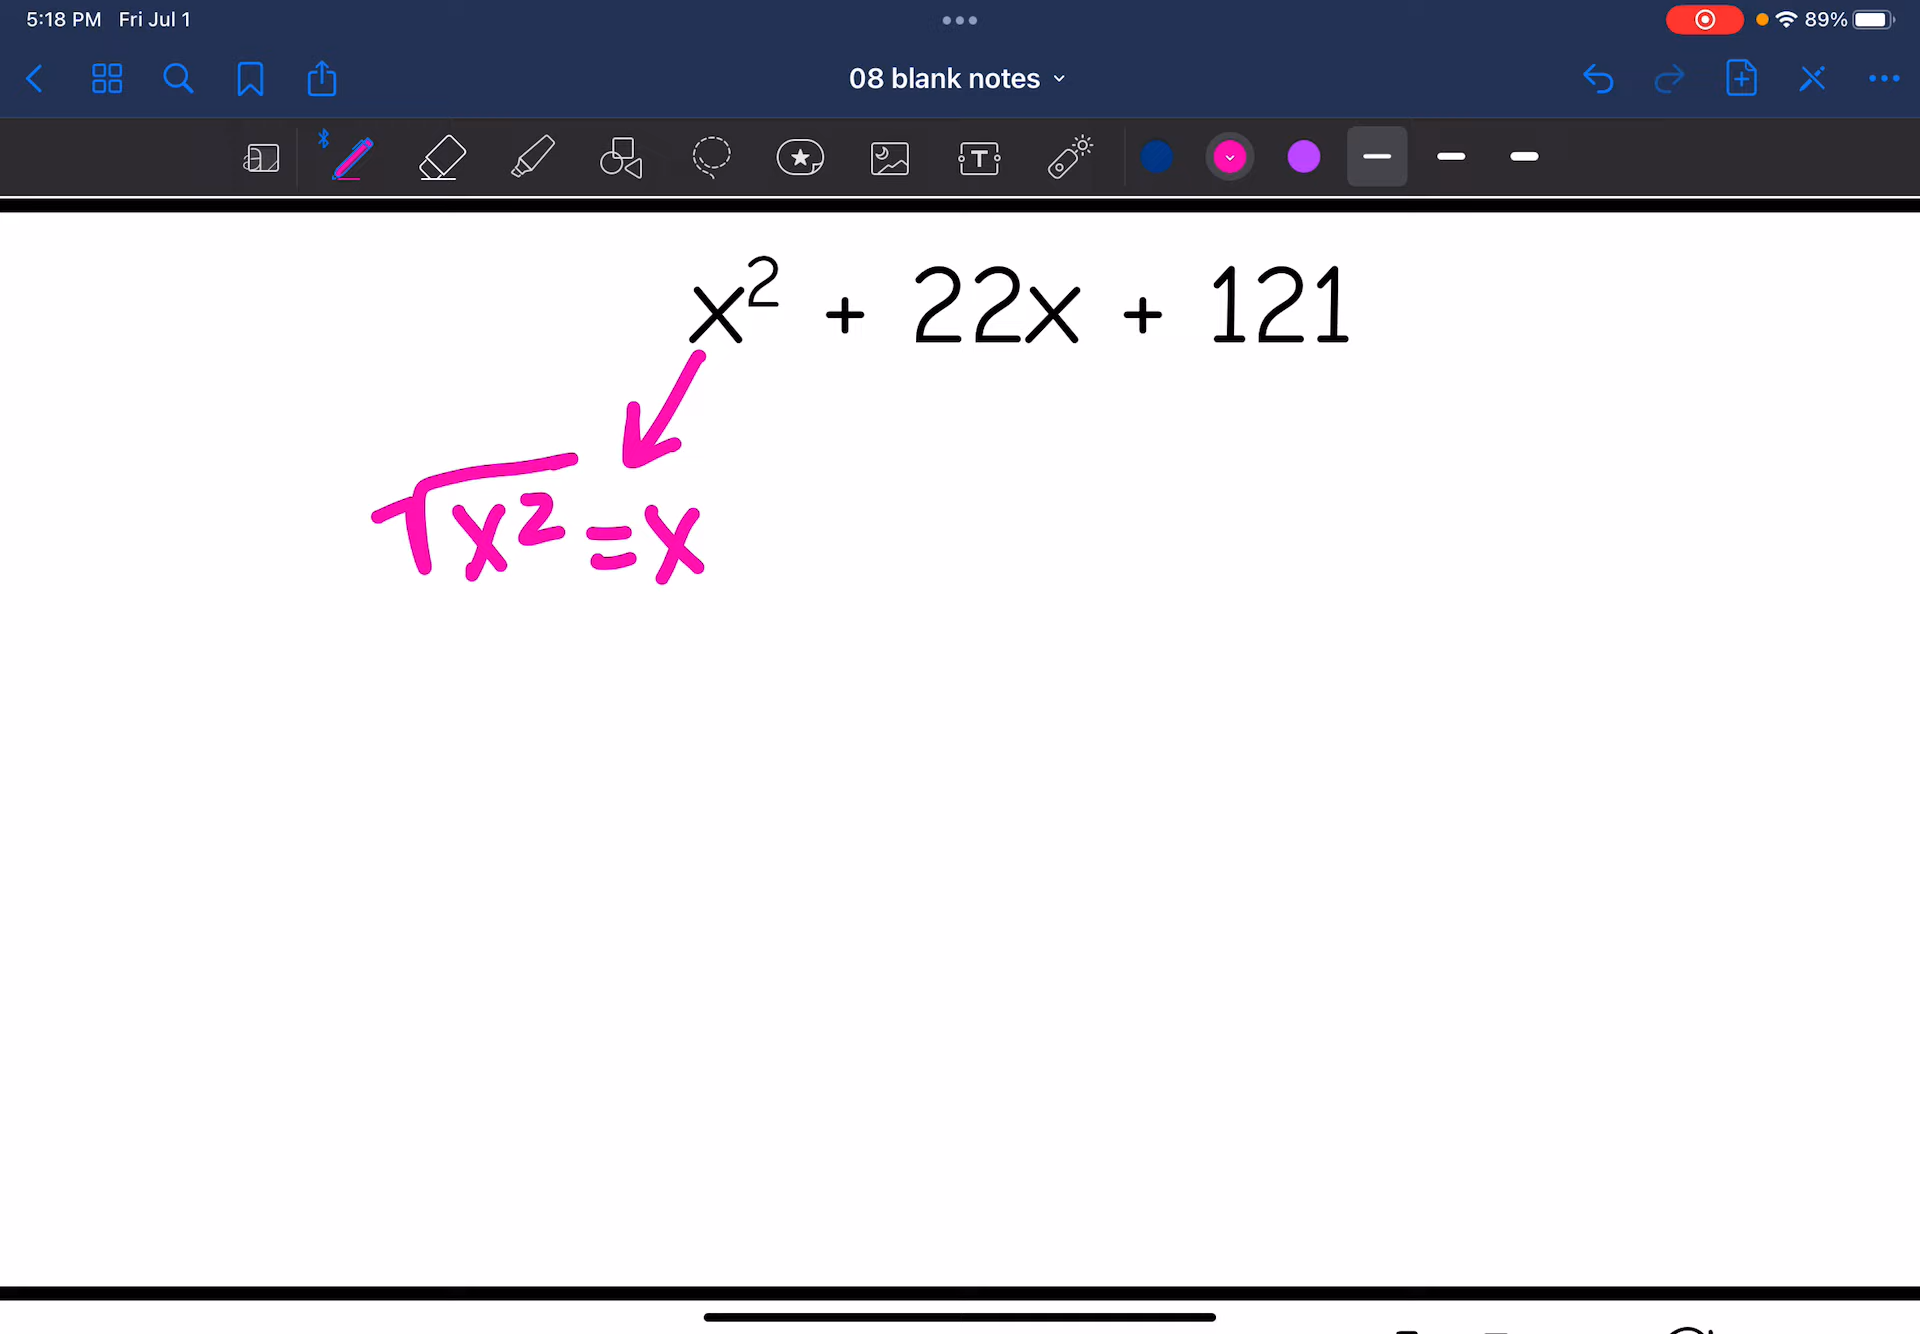 5:18 PM Fri Jul 1
89%
08 blank notes
T
x² + 22x + 121
√x² = x